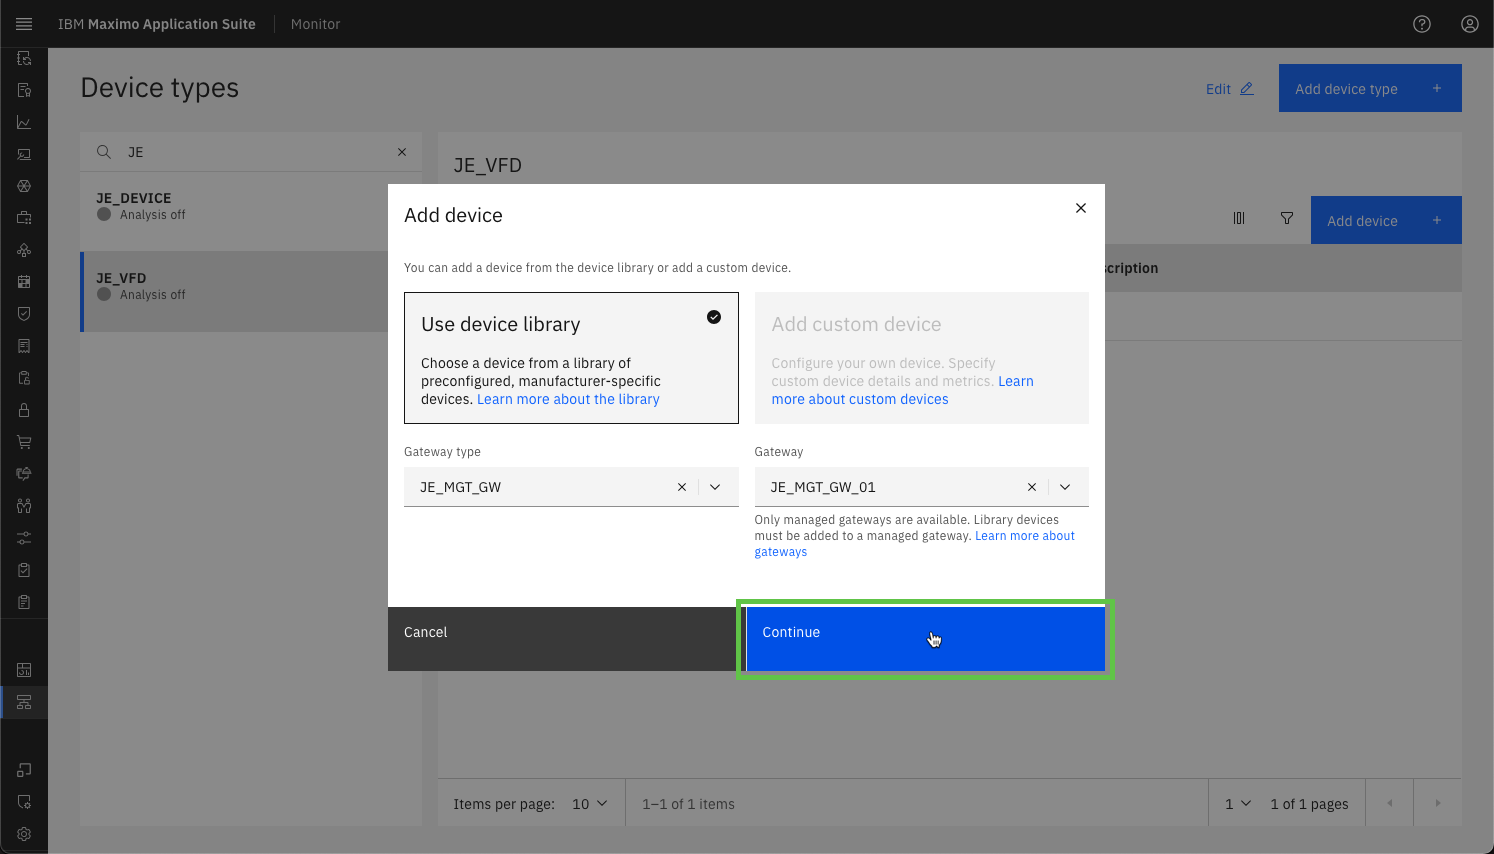 IBM Maximo Application Suite
Monitor
Device types
Edit
Add device type
JE
JE_DEVICE
Analysis off
JE_VFD
Analysis off
JE_VFD
Add device
scription
Add device
You can add a device from the device library or add a custom device.
Use device library
Choose a device from a library of
preconfigured, manufacturer-specific
devices. Learn more about the library
Add custom device
Configure your own device. Specify
custom device details and metrics. Learn
more about custom devices
Gateway type
JE_MGT_GW
Gateway
JE_MGT_GW_01
Only managed gateways are available. Library devices
must be added to a managed gateway. Learn more about
gateways
Cancel
Continue
Items per page: 10
1–1 of 1 items
1
1 of 1 pages